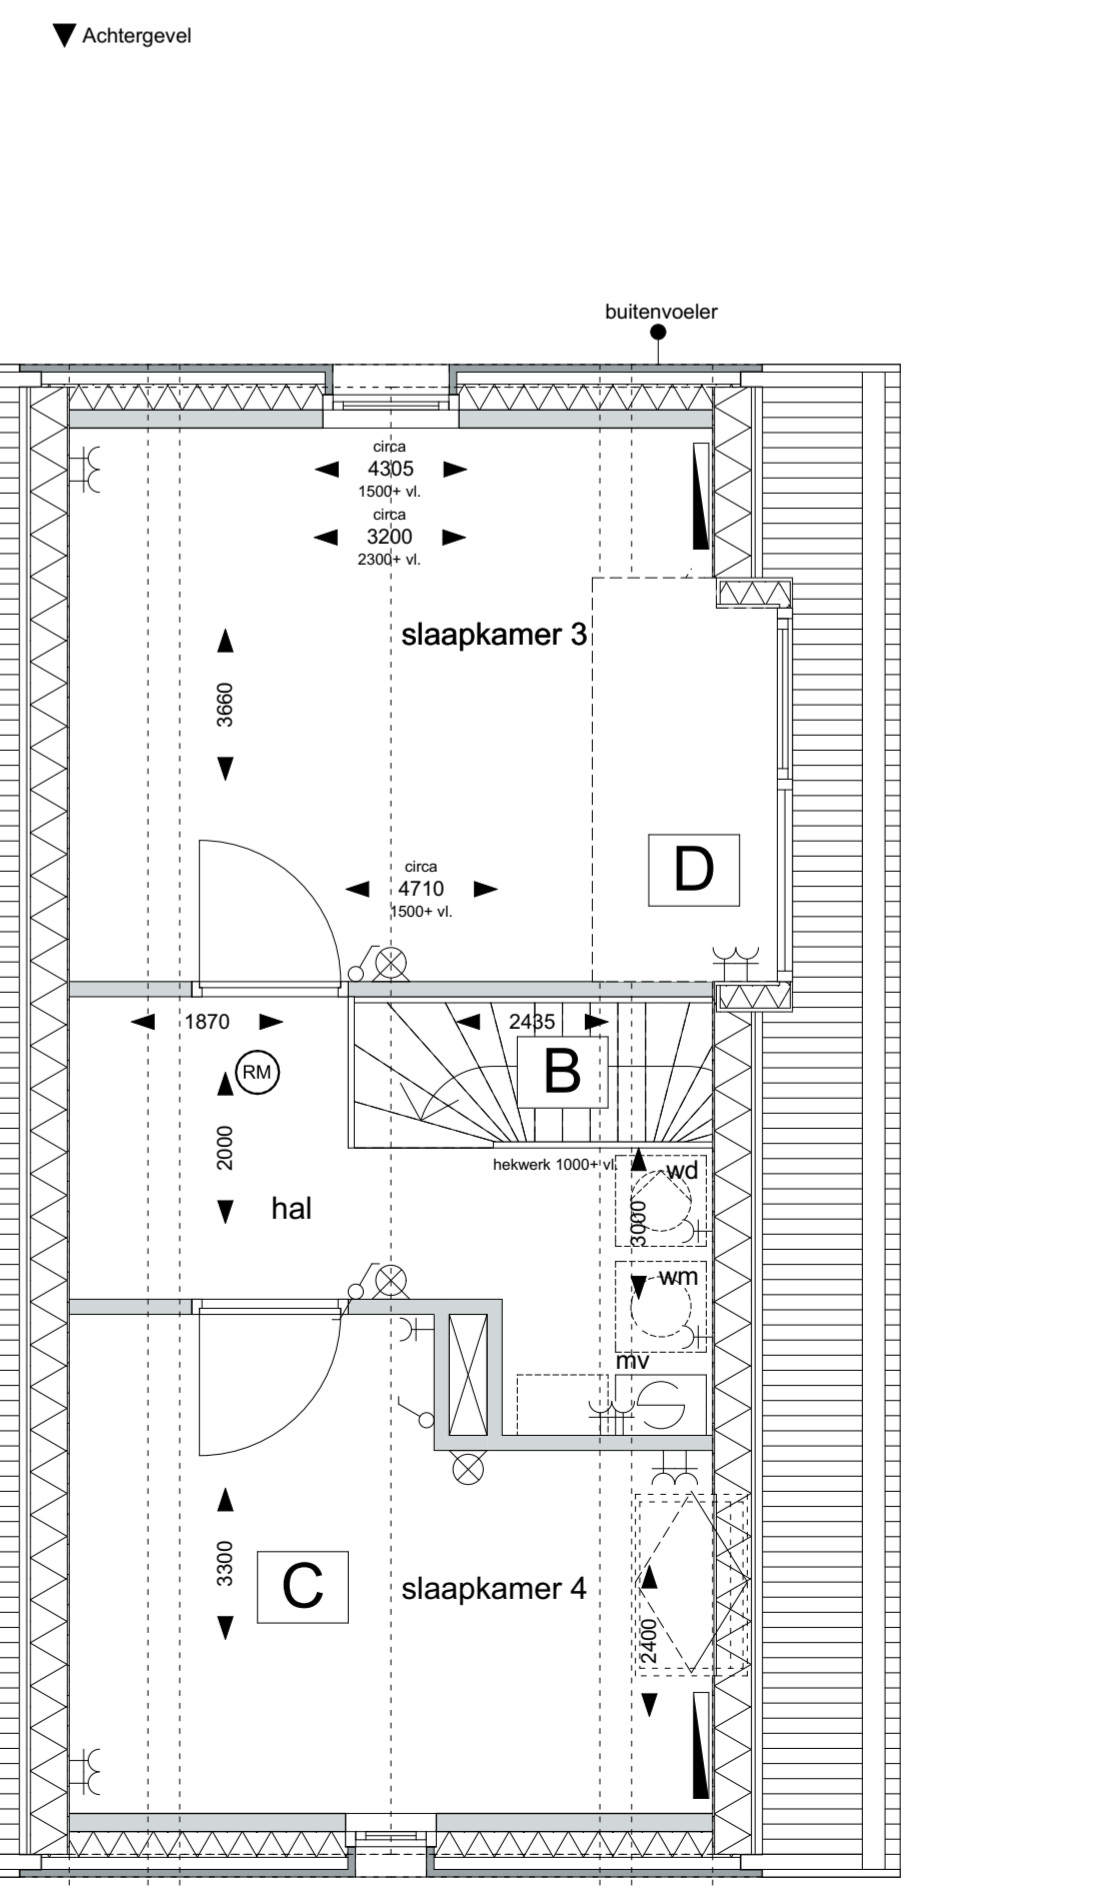 Achtergevel
buitenvoeler
circa
4305
1500+ vl.
circa
3200
2300+ vl.
slaapkamer 3
3660
D
circa
4710
1500+ vl.
1870
2435
RM
B
2000
hekwerk 1000+ vl.
wd
hal
3000
wm
mv
3300
C
slaapkamer 4
2400